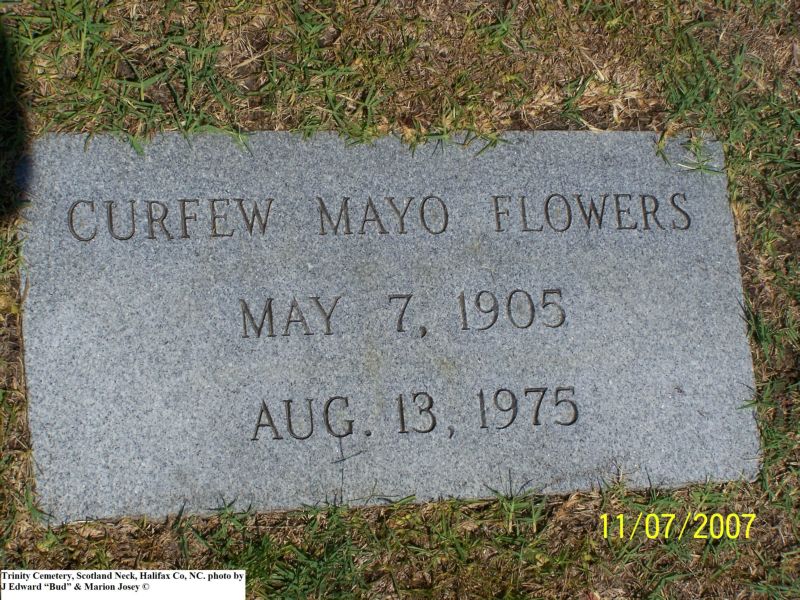 CURFEW MAYO FLOWERS
MAY 7, 1905
AUG. 13, 1975
11/07/2007
Trinity Cemetery, Scotland Neck, Halifax Co, NC. photo by
J Edward “Bud” & Marion Josey ©